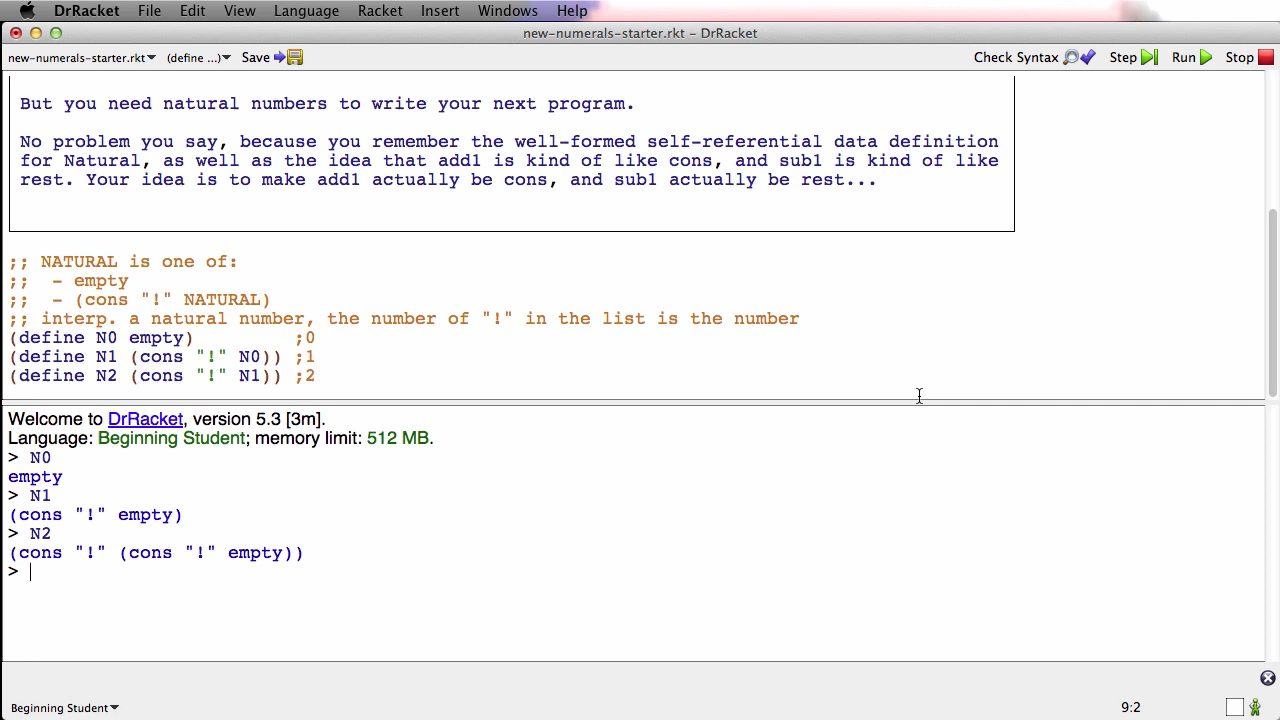 DrRacket File Edit View Language Racket Insert Windows Help
new-numerals-starter.rkt - DrRacket
new-numerals-starter.rkt (define ...) Save Check Syntax Step Run Stop
But you need natural numbers to write your next program.
No problem you say, because you remember the well-formed self-referential data definition
for Natural, as well as the idea that add1 is kind of like cons, and sub1 is kind of like
rest. Your idea is to make add1 actually be cons, and sub1 actually be rest...
;; NATURAL is one of:
;;  - empty
;;  - (cons "!" NATURAL)
;; interp. a natural number, the number of "!" in the list is the number
(define N0 empty)         ;0
(define N1 (cons "!" N0)) ;1
(define N2 (cons "!" N1)) ;2
Welcome to DrRacket, version 5.3 [3m].
Language: Beginning Student; memory limit: 512 MB.
> N0
empty
> N1
(cons "!" empty)
> N2
(cons "!" (cons "!" empty))
>
Beginning Student 9:2